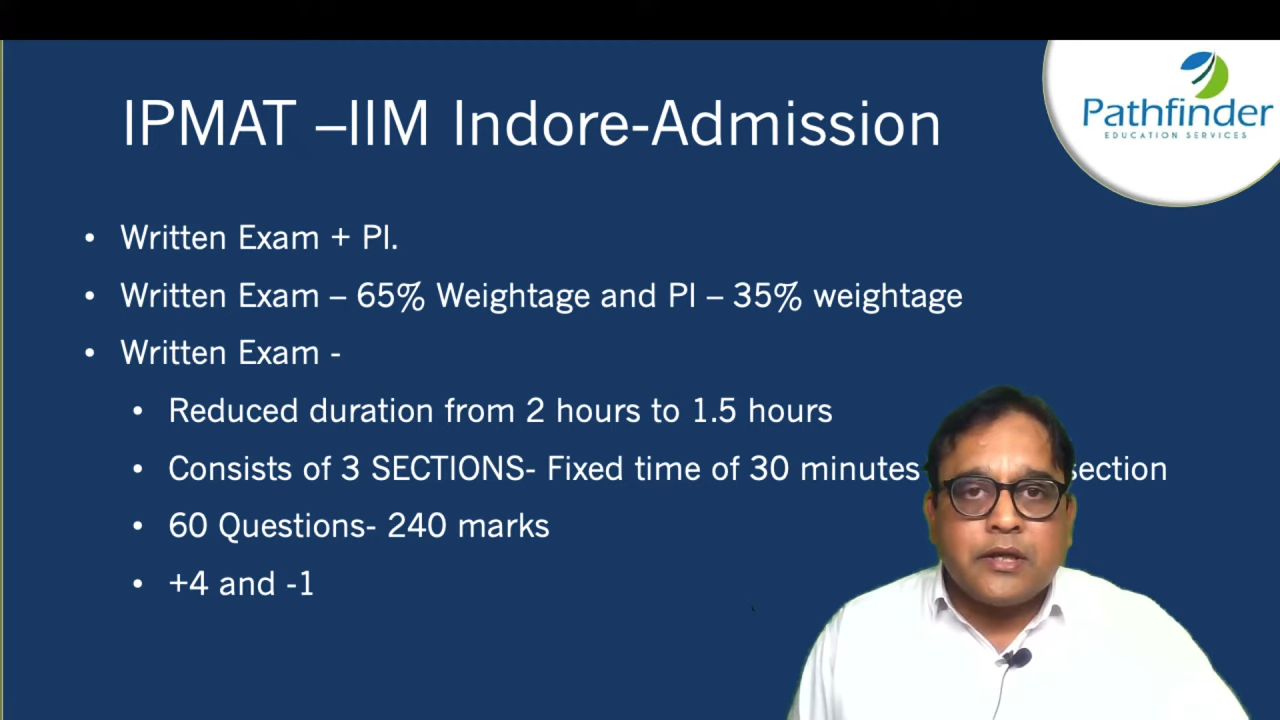 IPMAT –IIM Indore-Admission
Pathfinder
EDUCATION SERVICES
• Written Exam + PI.
• Written Exam – 65% Weightage and PI – 35% weightage
• Written Exam -
• Reduced duration from 2 hours to 1.5 hours
• Consists of 3 SECTIONS- Fixed time of 30 minutes section
• 60 Questions- 240 marks
• +4 and -1